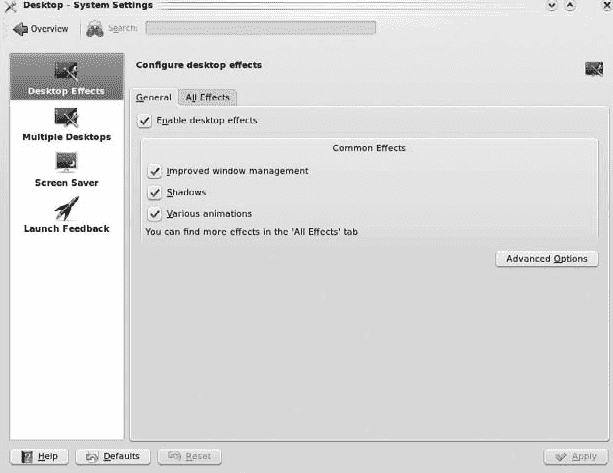 Desktop - System Settings
Overview
Search:
Configure desktop effects
Desktop Effects
Multiple Desktops
Screen Saver
Launch Feedback
General
All Effects
Enable desktop effects
Common Effects
Improved window management
Shadows
Various animations
You can find more effects in the 'All Effects' tab
Advanced Options
Help
Defaults
Reset
Apply